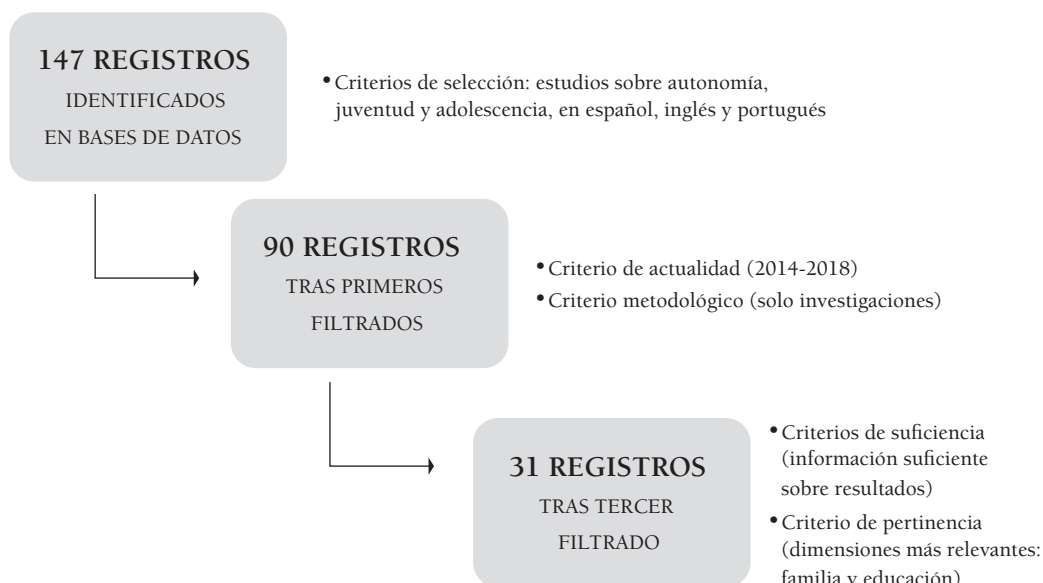 147 REGISTROS
IDENTIFICADOS
EN BASES DE DATOS
• Criterios de selección: estudios sobre autonomía,
juventud y adolescencia, en español, inglés y portugués
90 REGISTROS
TRAS PRIMEROS
FILTRADOS
• Criterio de actualidad (2014-2018)
• Criterio metodológico (solo investigaciones)
31 REGISTROS
TRAS TERCER
FILTRADO
• Criterios de suficiencia
(información suficiente
sobre resultados)
• Criterio de pertinencia
(dimensiones más relevantes:
familia y educación)